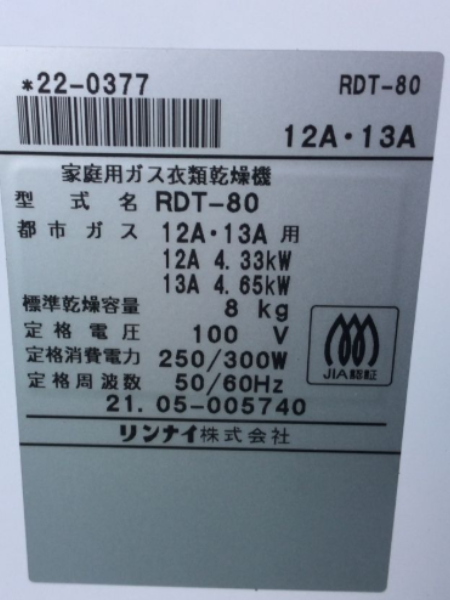 *22-0377 RDT-80
12A・13A
家庭用ガス衣類乾燥機
型式名 RDT-80
都市ガス 12A・13A 用
12A 4.33kW
13A 4.65kW
標準乾燥容量 8 kg
定格電圧 100 V
定格消費電力 250/300W
定格周波数 50/60Hz
JIA認証
21. 05-005740
リンナイ株式会社